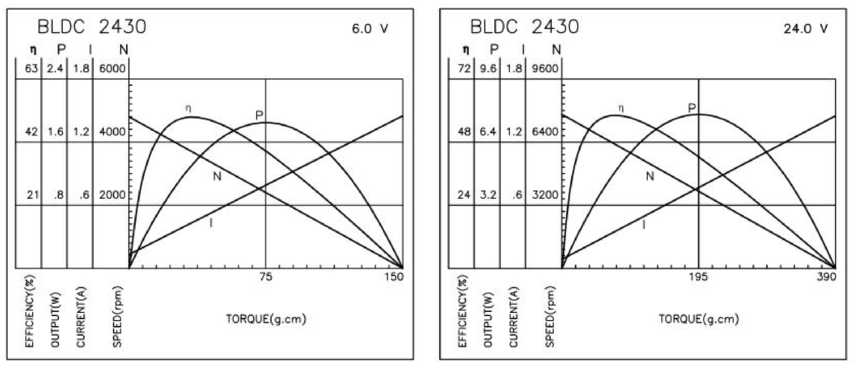 BLDC 2430 6.0 V
η P I N
63 2.4 1.8 6000
η P
42 1.6 1.2 4000
N
21 .8 .6 2000
I
75 150
EFFICIENCY(%)
OUTPUT(W)
CURRENT(A)
SPEED(rpm)
TORQUE(g.cm)
BLDC 2430 24.0 V
η P I N
72 9.6 1.8 9600
η P
48 6.4 1.2 6400
N
24 3.2 .6 3200
I
195 390
EFFICIENCY(%)
OUTPUT(W)
CURRENT(A)
SPEED(rpm)
TORQUE(g.cm)